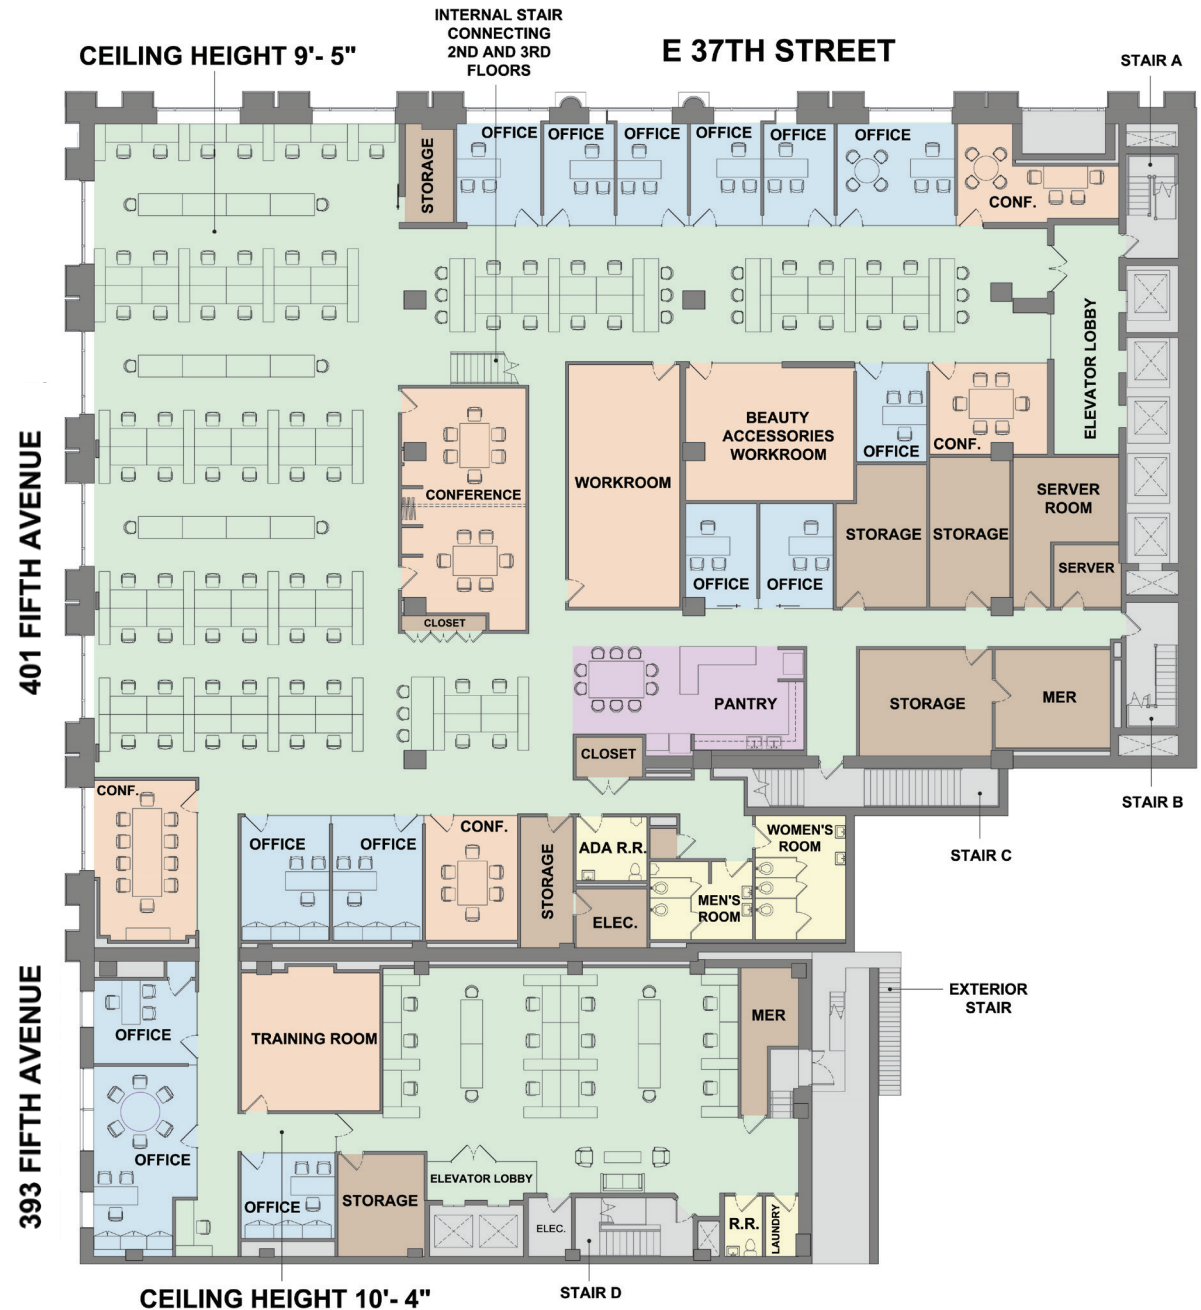 INTERNAL STAIR
CONNECTING
2ND AND 3RD
FLOORS
CEILING HEIGHT 9'- 5"
E 37TH STREET
STAIR A
STORAGE
OFFICE
OFFICE
OFFICE
OFFICE
OFFICE
OFFICE
CONF.
ELEVATOR LOBBY
401 FIFTH AVENUE
CONFERENCE
CLOSET
WORKROOM
BEAUTY
ACCESSORIES
WORKROOM
OFFICE
CONF.
OFFICE
OFFICE
STORAGE
STORAGE
SERVER
ROOM
SERVER
PANTRY
STORAGE
MER
CLOSET
STAIR B
STAIR C
CONF.
OFFICE
OFFICE
CONF.
STORAGE
ADA R.R.
ELEC.
WOMEN'S
ROOM
MEN'S
ROOM
393 FIFTH AVENUE
OFFICE
TRAINING ROOM
MER
EXTERIOR
STAIR
OFFICE
OFFICE
STORAGE
ELEVATOR LOBBY
ELEC.
R.R.
LAUNDRY
STAIR D
CEILING HEIGHT 10'- 4"